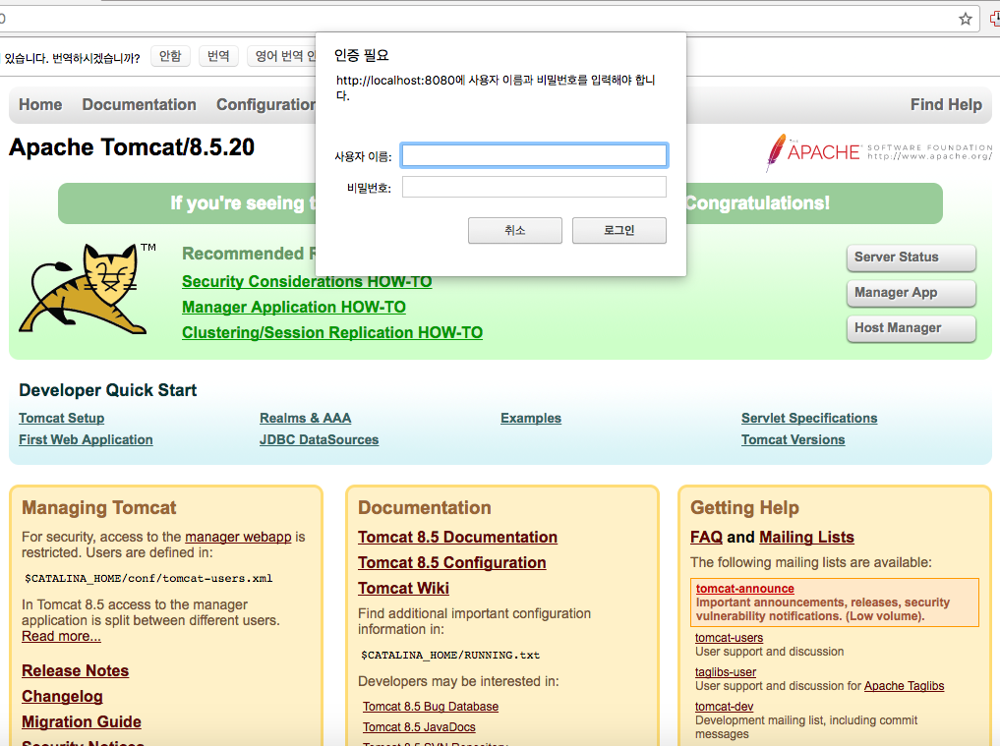 0
있습니다. 번역하시겠습니까? 안함 번역 영어 번역 안
인증 필요
http://localhost:8080에 사용자 이름과 비밀번호를 입력해야 합니
다.
사용자 이름:
비밀번호:
취소 로그인
Home Documentation Configuration Find Help
Apache Tomcat/8.5.20
THE
APACHE SOFTWARE FOUNDATION
http://www.apache.org/
If you're seeing t Congratulations!
TM
Recommended R
Security Considerations HOW-TO
Manager Application HOW-TO
Clustering/Session Replication HOW-TO
Server Status
Manager App
Host Manager
Developer Quick Start
Tomcat Setup Realms & AAA Examples Servlet Specifications
First Web Application JDBC DataSources Tomcat Versions
Managing Tomcat
For security, access to the manager webapp is
restricted. Users are defined in:
$CATALINA_HOME/conf/tomcat-users.xml
In Tomcat 8.5 access to the manager
application is split between different users.
Read more...
Release Notes
Changelog
Migration Guide
Security Notices
Documentation
Tomcat 8.5 Documentation
Tomcat 8.5 Configuration
Tomcat Wiki
Find additional important configuration
information in:
$CATALINA_HOME/RUNNING.txt
Developers may be interested in:
Tomcat 8.5 Bug Database
Tomcat 8.5 JavaDocs
Tomcat 8.5 SVN Repository
Getting Help
FAQ and Mailing Lists
The following mailing lists are available:
tomcat-announce
Important announcements, releases, security
vulnerability notifications. (Low volume).
tomcat-users
User support and discussion
taglibs-user
User support and discussion for Apache Taglibs
tomcat-dev
Development mailing list, including commit
messages